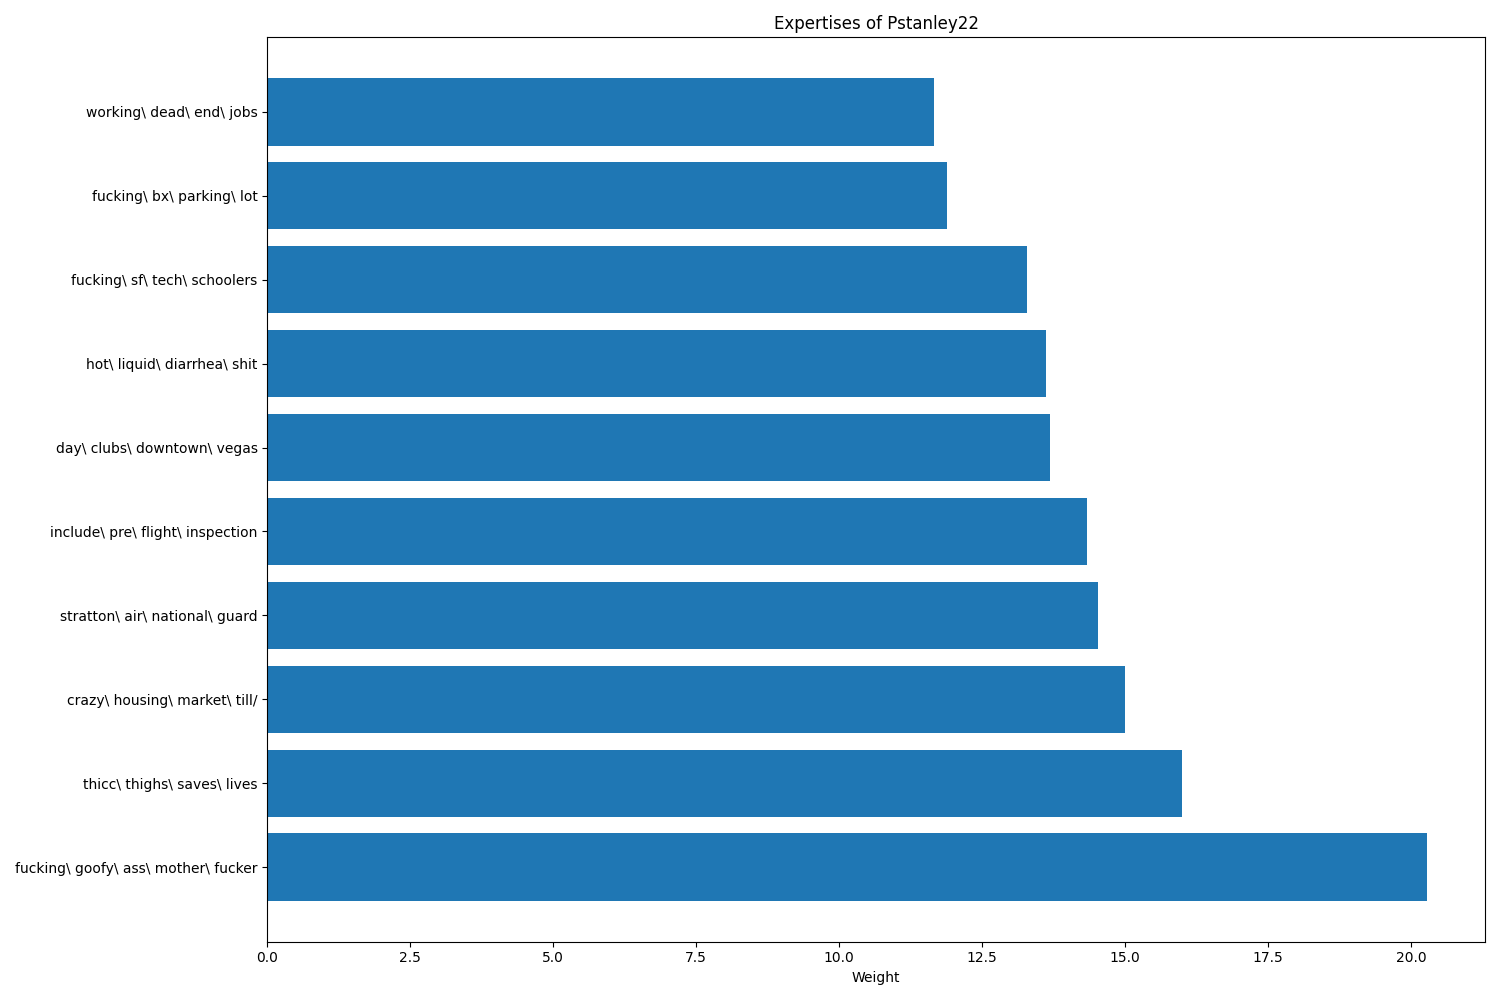 Expertises of Pstanley22
working\ dead\ end\ jobs
fucking\ bx\ parking\ lot
fucking\ sf\ tech\ schoolers
hot\ liquid\ diarrhea\ shit
day\ clubs\ downtown\ vegas
include\ pre\ flight\ inspection
stratton\ air\ national\ guard
crazy\ housing\ market\ till/
thicc\ thighs\ saves\ lives
fucking\ goofy\ ass\ mother\ fucker
0.0 2.5 5.0 7.5 10.0 12.5 15.0 17.5 20.0
Weight